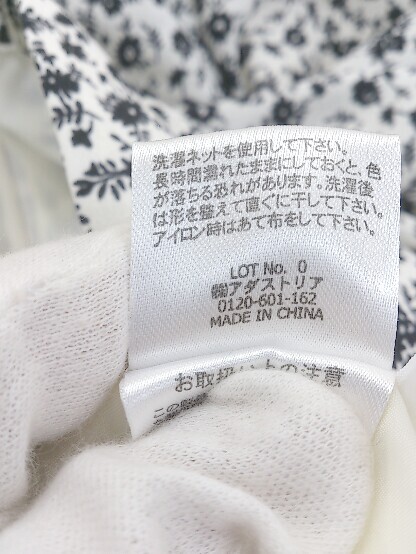 洗濯ネットを使用して下さい。
長時間濡れたままにしておくと、色
が落ちる恐れがあります。洗濯後
は形を整えて直ぐに干して下さい。
アイロン時はあて布をして下さい。
LOT No. 0
㈱アダストリア
0120-601-162
MADE IN CHINA
お取扱い上の注意
この